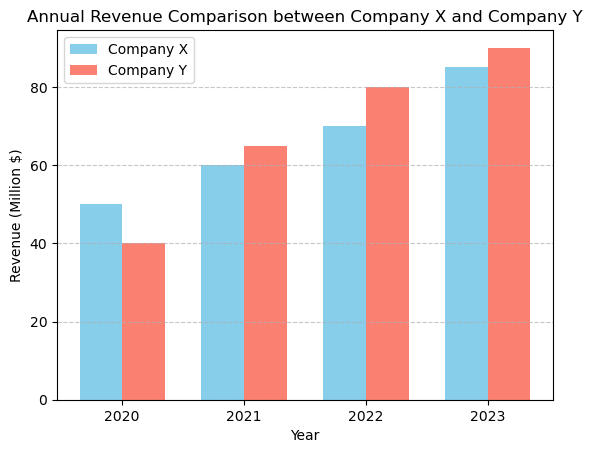 Annual Revenue Comparison between Company X and Company Y
Company X
Company Y
Revenue (Million $)
80
60
40
20
0
2020 2021 2022 2023
Year